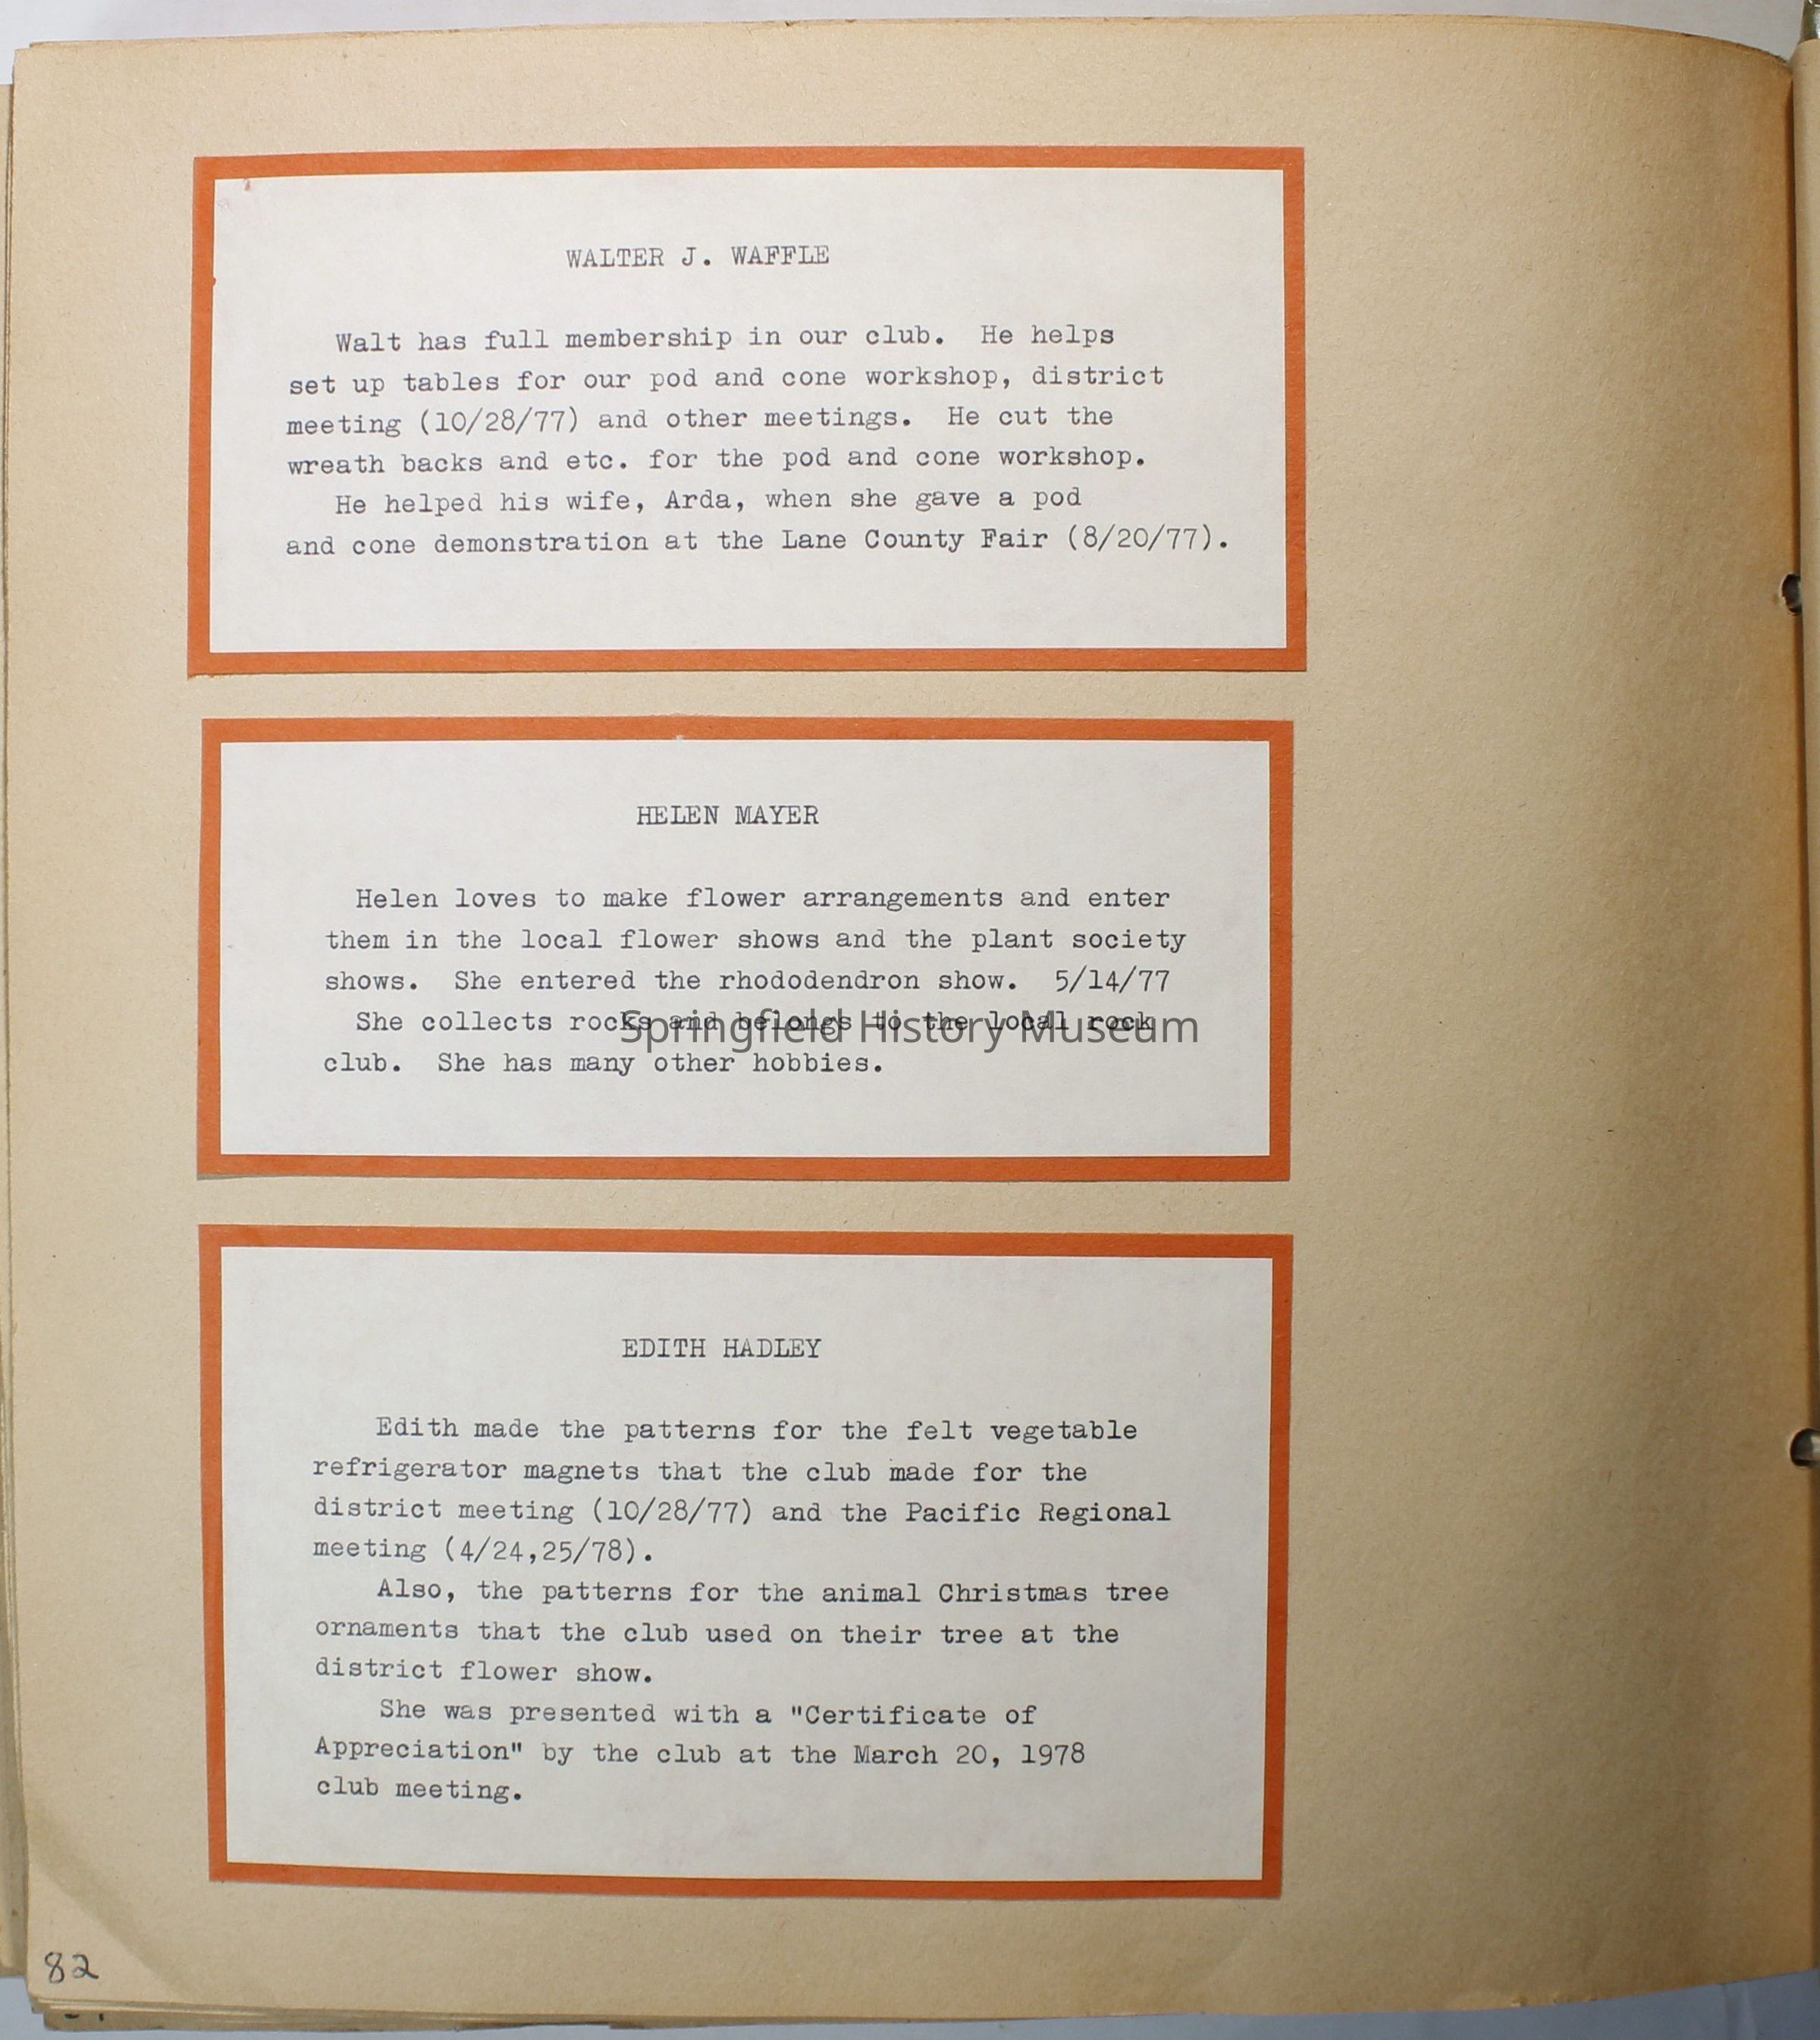 WALTER J. WAFFLE
Walt has full membership in our club. He helps
set up tables for our pod and cone workshop, district
meeting (10/28/77) and other meetings. He cut the
wreath backs and etc. for the pod and cone workshop.
He helped his wife, Arda, when she gave a pod
and cone demonstration at the Lane County Fair (8/20/77).
HELEN MAYER
Helen loves to make flower arrangements and enter
them in the local flower shows and the plant society
shows. She entered the rhododendron show. 5/14/77
She collects rocks and belongs to the local rock
Springfield History Museum
club. She has many other hobbies.
EDITH HADLEY
Edith made the patterns for the felt vegetable
refrigerator magnets that the club made for the
district meeting (10/28/77) and the Pacific Regional
meeting (4/24,25/78).
Also, the patterns for the animal Christmas tree
ornaments that the club used on their tree at the
district flower show.
She was presented with a "Certificate of
Appreciation" by the club at the March 20, 1978
club meeting.
82